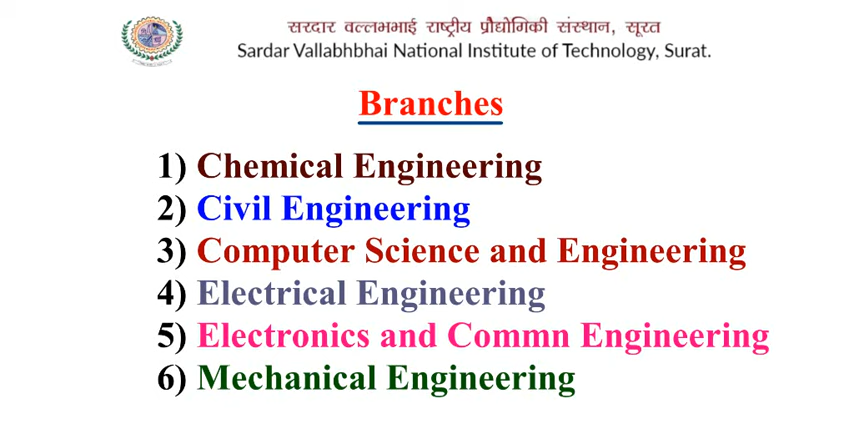 सरदार वल्लभभाई राष्ट्रीय प्रौद्योगिकी संस्थान, सूरत
Sardar Vallabhbhai National Institute of Technology, Surat.
Branches
1) Chemical Engineering
2) Civil Engineering
3) Computer Science and Engineering
4) Electrical Engineering
5) Electronics and Commn Engineering
6) Mechanical Engineering